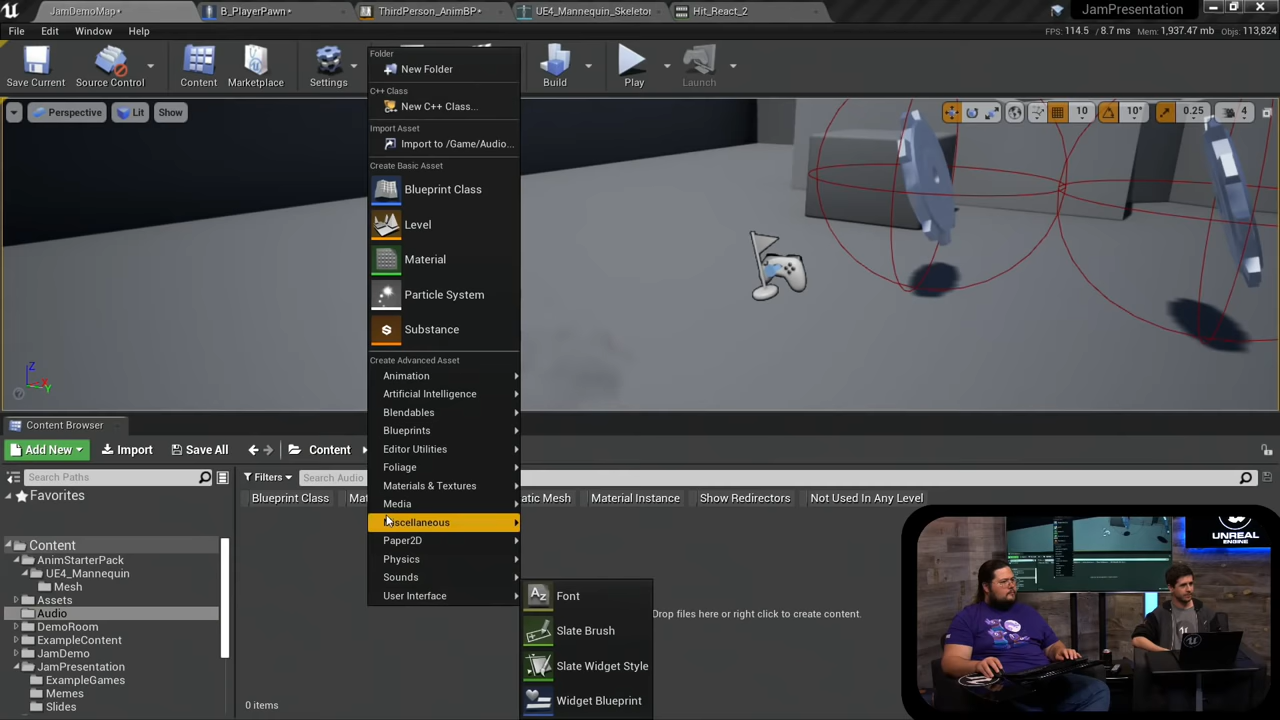 JamDemoMap*
B_PlayerPawn*
ThirdPerson_AnimBP*
UE4_Mannequin_Skeleton
Hit_React_2
JamPresentation
File
Edit
Window
Help
FPS: 114.5 / 8.7 ms
Mem: 1,937.47 mb
Objs: 113,824
Save Current
Source Control
Content
Marketplace
Settings
Build
Play
Launch
Perspective
Lit
Show
10
10°
0.25
4
Folder
New Folder
C++ Class
New C++ Class...
Import Asset
Import to /Game/Audio...
Create Basic Asset
Blueprint Class
Level
Material
Particle System
Substance
Create Advanced Asset
Animation
Artificial Intelligence
Blendables
Blueprints
Editor Utilities
Foliage
Materials & Textures
Media
Miscellaneous
Paper2D
Physics
Sounds
User Interface
Font
Slate Brush
Slate Widget Style
Widget Blueprint
Z
X
Y
Content Browser
Add New
Import
Save All
Content
Search Paths
Filters
Search Audio
Blueprint Class
Mat
atic Mesh
Material Instance
Show Redirectors
Not Used In Any Level
Favorites
Content
AnimStarterPack
UE4_Mannequin
Mesh
Assets
Audio
DemoRoom
ExampleContent
JamDemo
JamPresentation
ExampleGames
Memes
Slides
Drop files here or right click to create content.
0 items
UNREAL
ENGINE